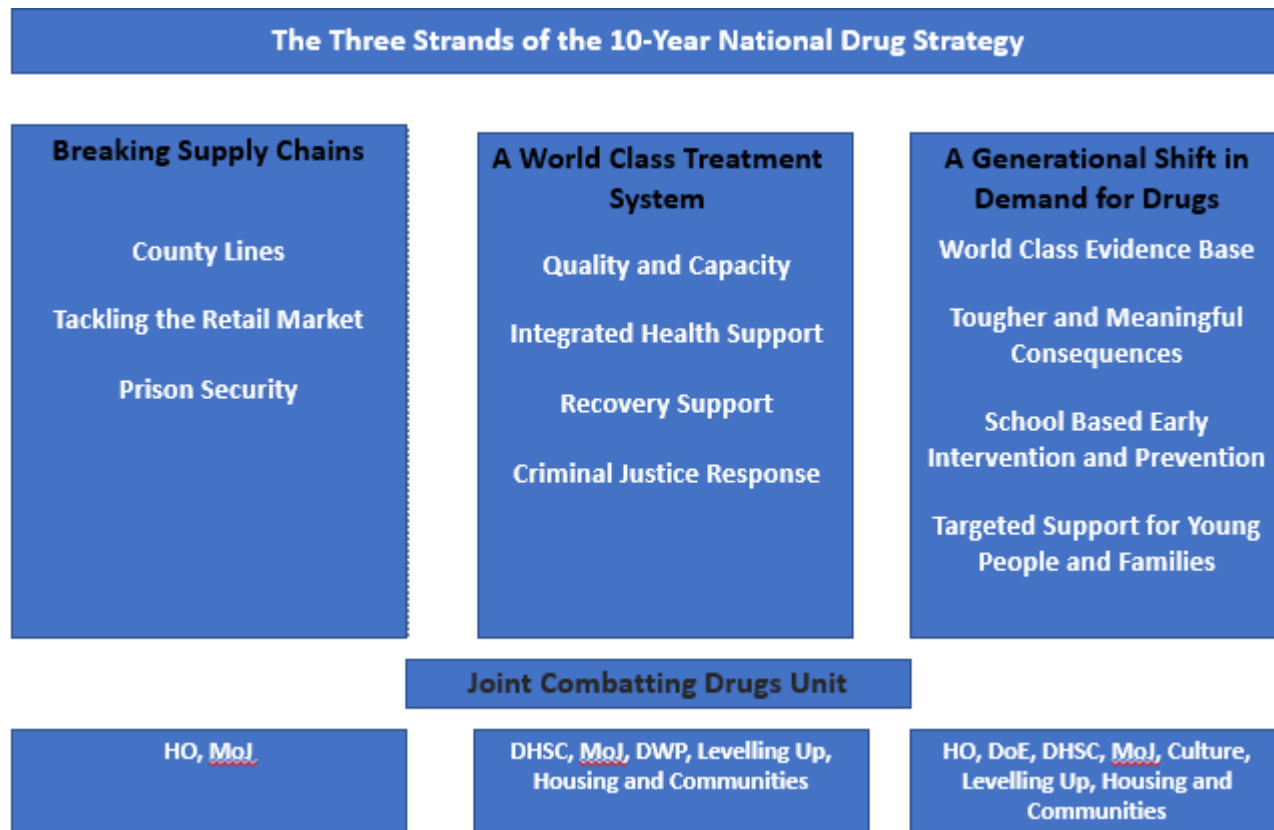 The Three Strands of the 10-Year National Drug Strategy
Breaking Supply Chains
County Lines
Tackling the Retail Market
Prison Security
A World Class Treatment
System
Quality and Capacity
Integrated Health Support
Recovery Support
Criminal Justice Response
A Generational Shift in
Demand for Drugs
World Class Evidence Base
Tougher and Meaningful
Consequences
School Based Early
Intervention and Prevention
Targeted Support for Young
People and Families
Joint Combatting Drugs Unit
HO, MoJ
DHSC, MoJ, DWP, Levelling Up,
Housing and Communities
HO, DoE, DHSC, MoJ, Culture,
Levelling Up, Housing and
Communities